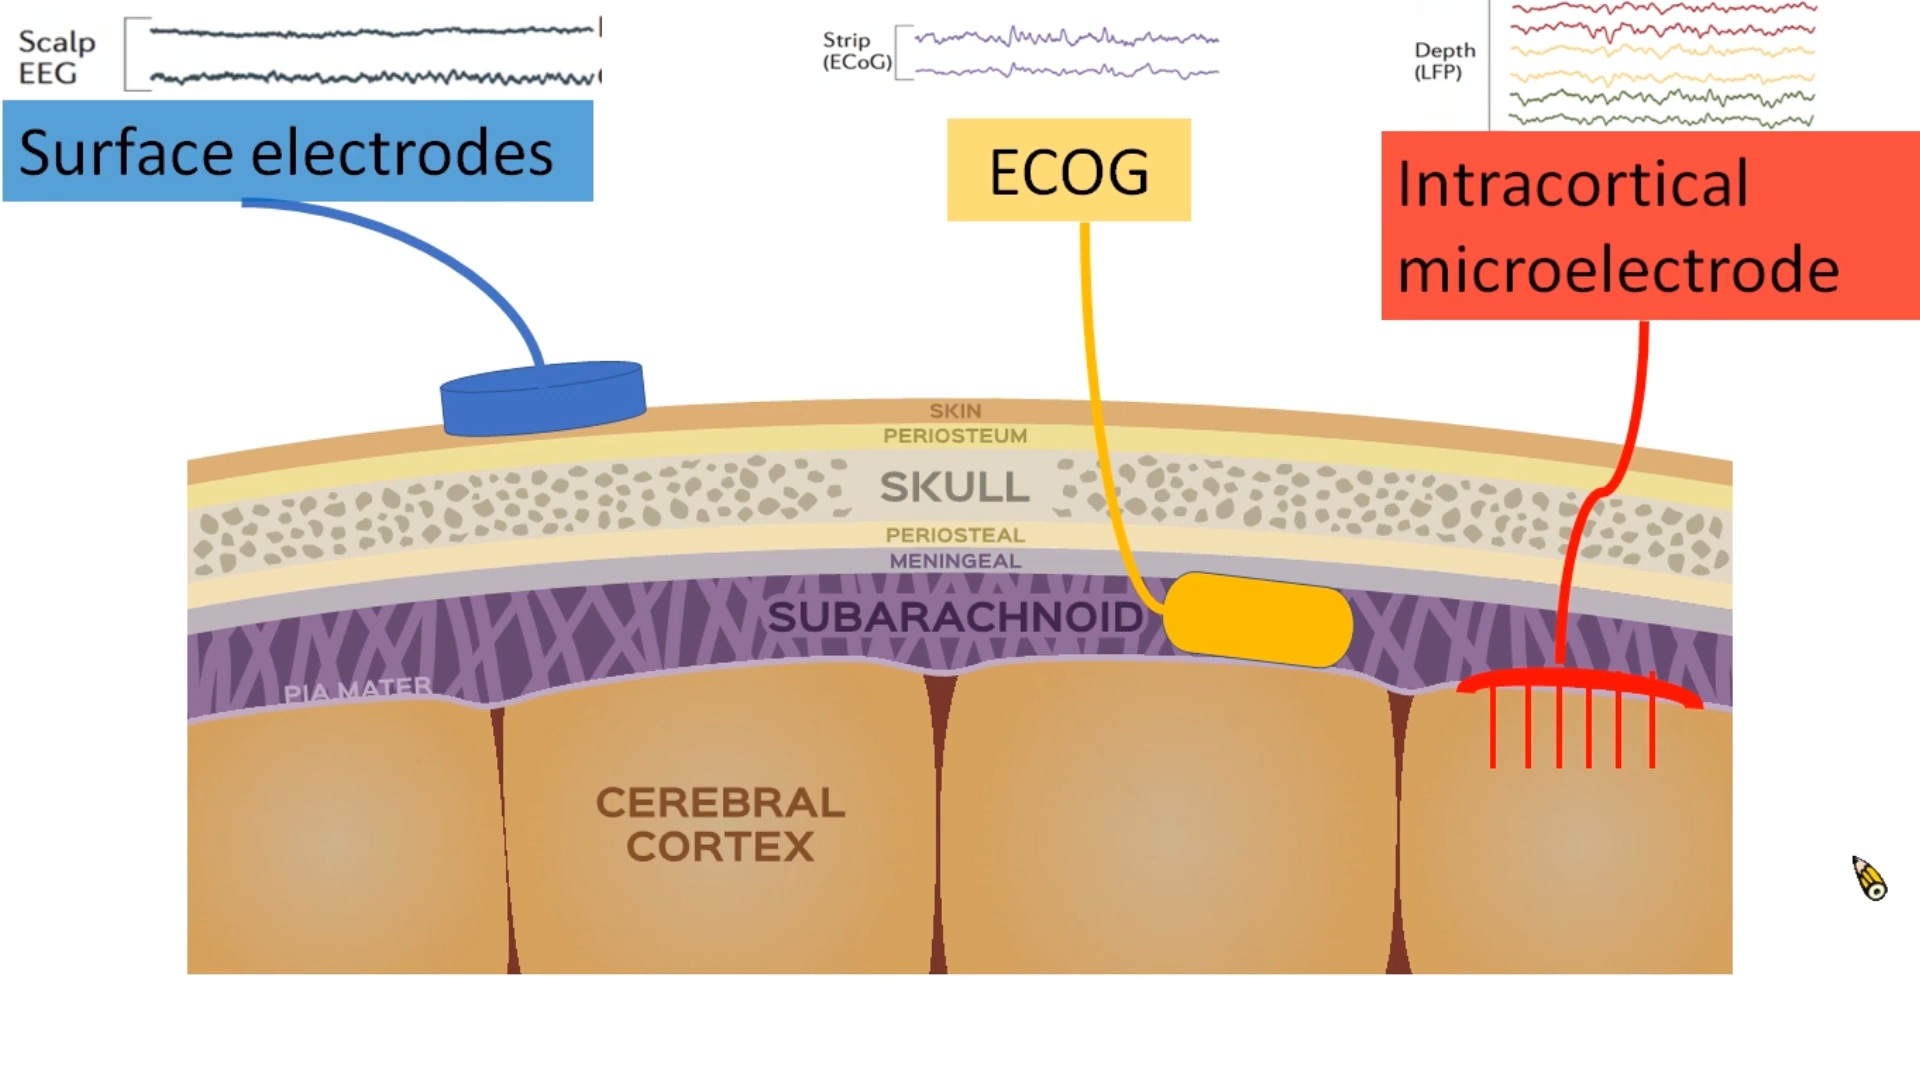 Scalp
EEG
Strip
(ECoG)
Depth
(LFP)
Surface electrodes
ECOG
Intracortical
microelectrode
SKIN
PERIOSTEUM
SKULL
PERIOSTEAL
MENINGEAL
SUBARACHNOID
PIA MATER
CEREBRAL
CORTEX